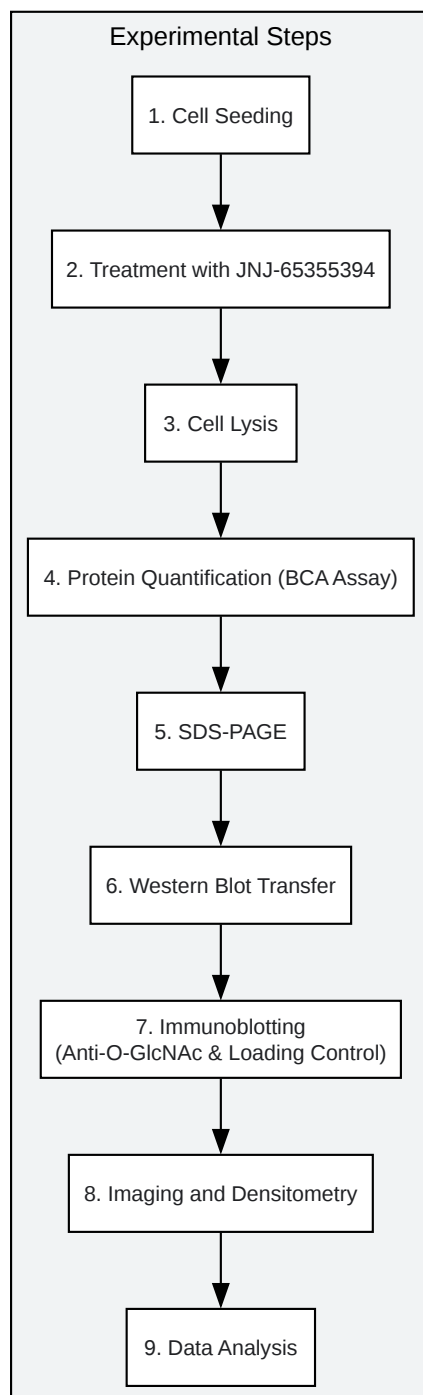 Experimental Steps
1. Cell Seeding
2. Treatment with JNJ-65355394
3. Cell Lysis
4. Protein Quantification (BCA Assay)
5. SDS-PAGE
6. Western Blot Transfer
7. Immunoblotting
(Anti-O-GlcNAc & Loading Control)
8. Imaging and Densitometry
9. Data Analysis